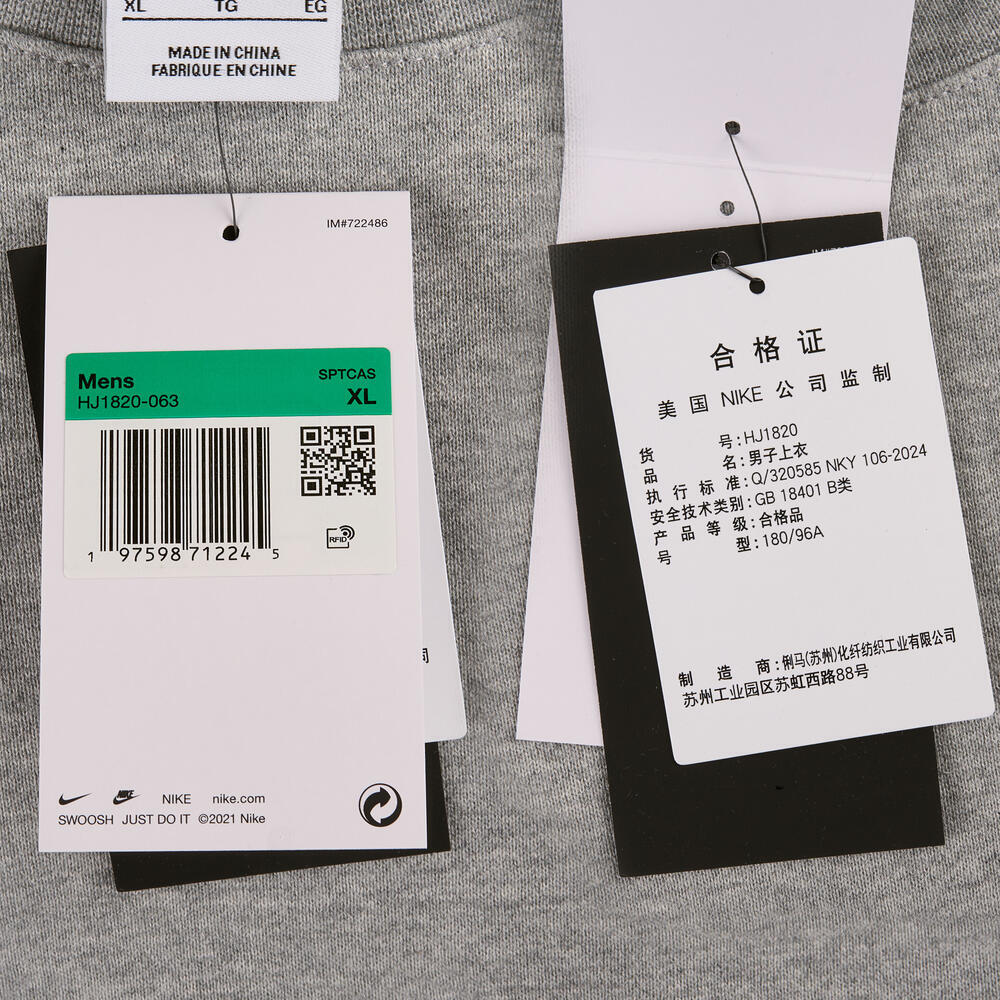 XL TG EG
MADE IN CHINA
FABRIQUE EN CHINE
IM#722486
Mens SPTCAS
HJ1820-063 XL
1 97598 71224 5
RFID
NIKE nike.com
SWOOSH JUST DO IT ©2021 Nike
司
合格证
美国 NIKE 公司监制
货号:HJ1820
品名:男子上衣
执行标准:Q/320585 NKY 106-2024
安全技术类别:GB 18401 B类
产品等级:合格品
号型:180/96A
制造商:俐马(苏州)化纤纺织工业有限公司
苏州工业园区苏虹西路88号